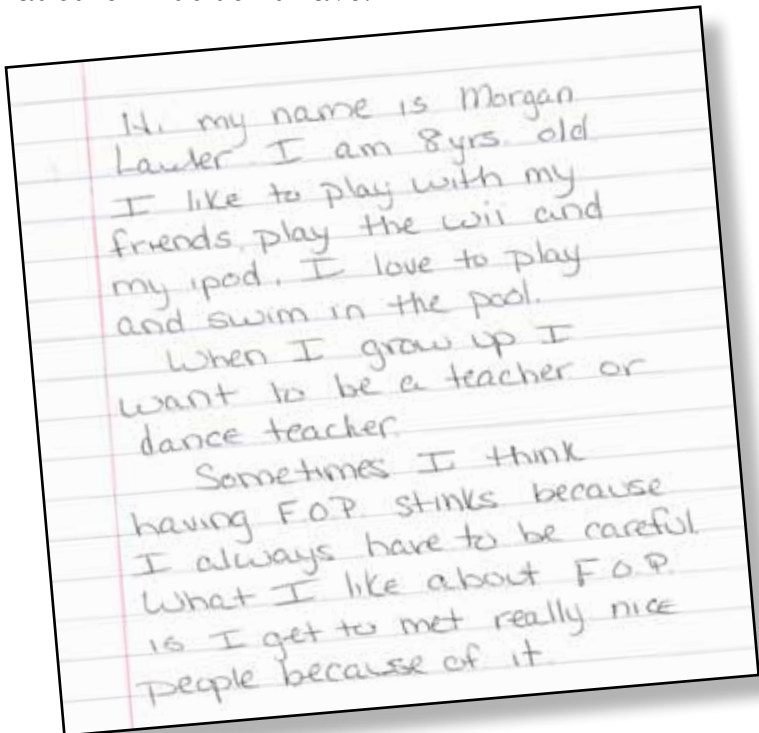 Hi. my name is Morgan
I am 8 yrs. old
I like to play with my
friends, play the wii and
my ipod. I love to play
and swim in the pool.
When I grow up I
want to be a teacher or
dance teacher.
Sometimes I think
having F.O.P. stinks because
I always have to be careful.
What I like about F.O.P.
is I get to met really nice
people because of it.